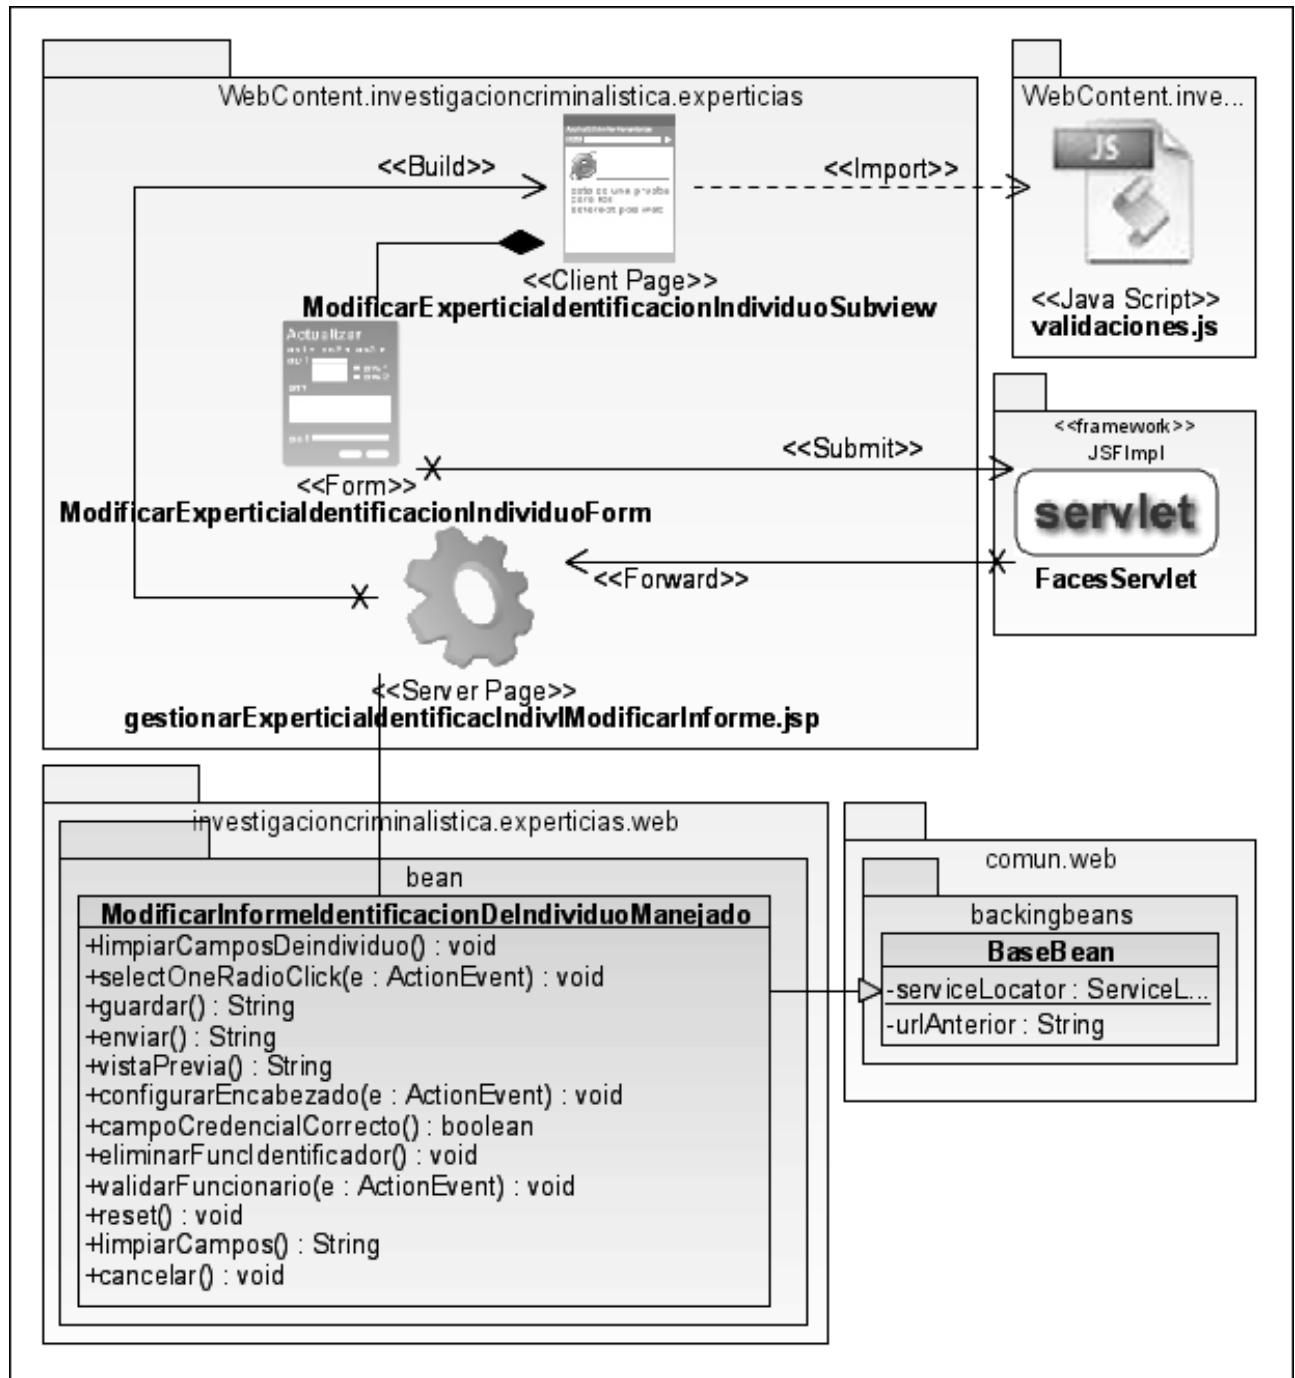 WebContent.investigacioncriminalistica.experticias
WebContent.inve...
<<Build>>
<<Import>>
JS
<<Client Page>>
ModificarExperticiaIdentificacionIndividuoSubview
<<Java Script>>
validaciones.js
Actualizar
<<Form>>
ModificarExperticiaIdentificacionIndividuoForm
<<Submit>>
<<framework>>
JSFImpl
servlet
FacesServlet
<<Forward>>
<<Server Page>>
gestionarExperticiaIdentificacIndivIModificarInforme.jsp
investigacioncriminalistica.experticias.web
bean
ModificarInformeIdentificacionDeIndividuoManejado
+limpiarCamposDeindividuo() : void
+selectOneRadioClick(e : ActionEvent) : void
+guardar() : String
+enviar() : String
+vistaPrevia() : String
+configurarEncabezado(e : ActionEvent) : void
+campoCredencialCorrecto() : boolean
+eliminarFuncIdentificador() : void
+validarFuncionario(e : ActionEvent) : void
+reset() : void
+limpiarCampos() : String
+cancelar() : void
comun.web
backingbeans
BaseBean
-serviceLocator : ServiceL...
-urlAnterior : String